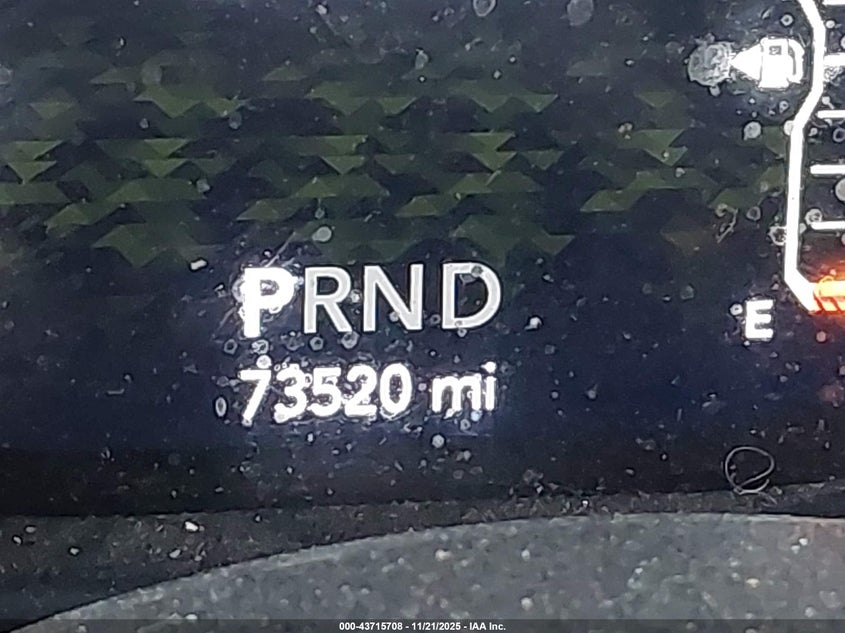 PRND
73520 mi
E
000-43715708 - 11/21/2025 - IAA Inc.